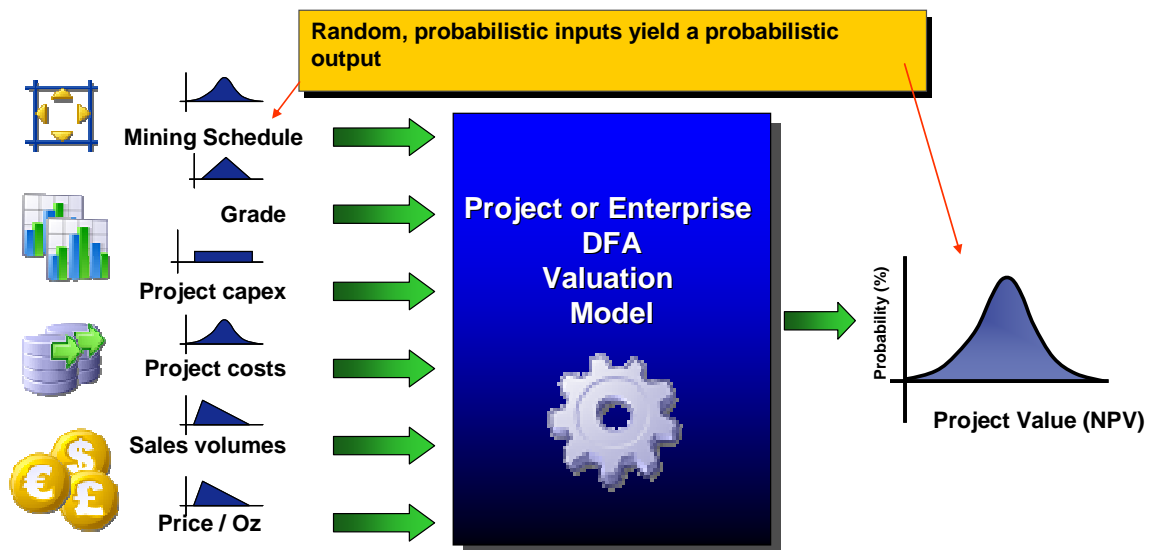 Random, probabilistic inputs yield a probabilistic
output
Mining Schedule
Grade
Project capex
Project costs
Sales volumes
Price / Oz
Project or Enterprise
DFA
Valuation
Model
Probability (%)
Project Value (NPV)
$
€
£